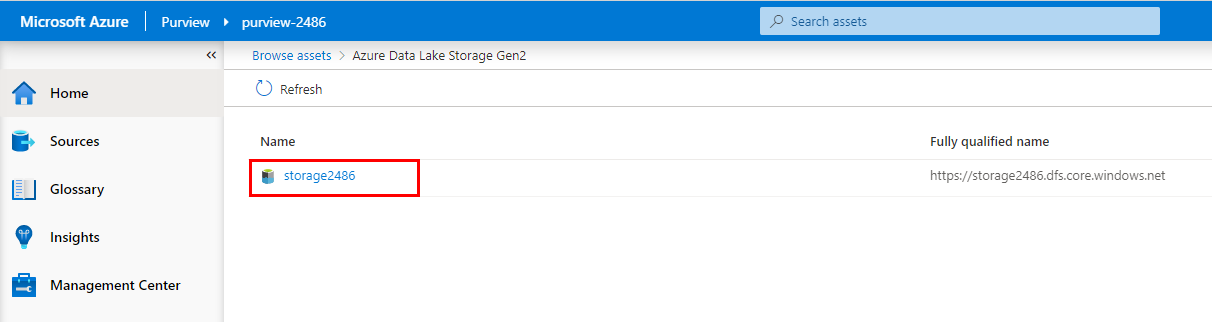 Microsoft Azure Purview purview-2486 Search assets
«
Browse assets > Azure Data Lake Storage Gen2
Home
Refresh
Sources
Name Fully qualified name
storage2486 https://storage2486.dfs.core.windows.net
Glossary
Insights
Management Center